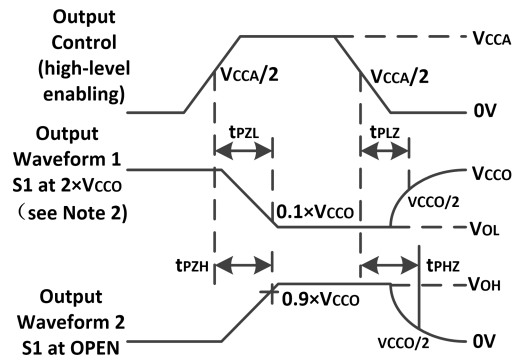 Output
Control
(high-level
enabling)
VCCA/2
VCCA/2
VCCA
0V
tPZL
tPLZ
Output
Waveform 1
S1 at 2×VCCO
（see Note 2)
0.1×VCCO
VCCO/2
VCCO
VOL
tPZH
tPHZ
Output
Waveform 2
S1 at OPEN
0.9×VCCO
VCCO/2
VOH
0V